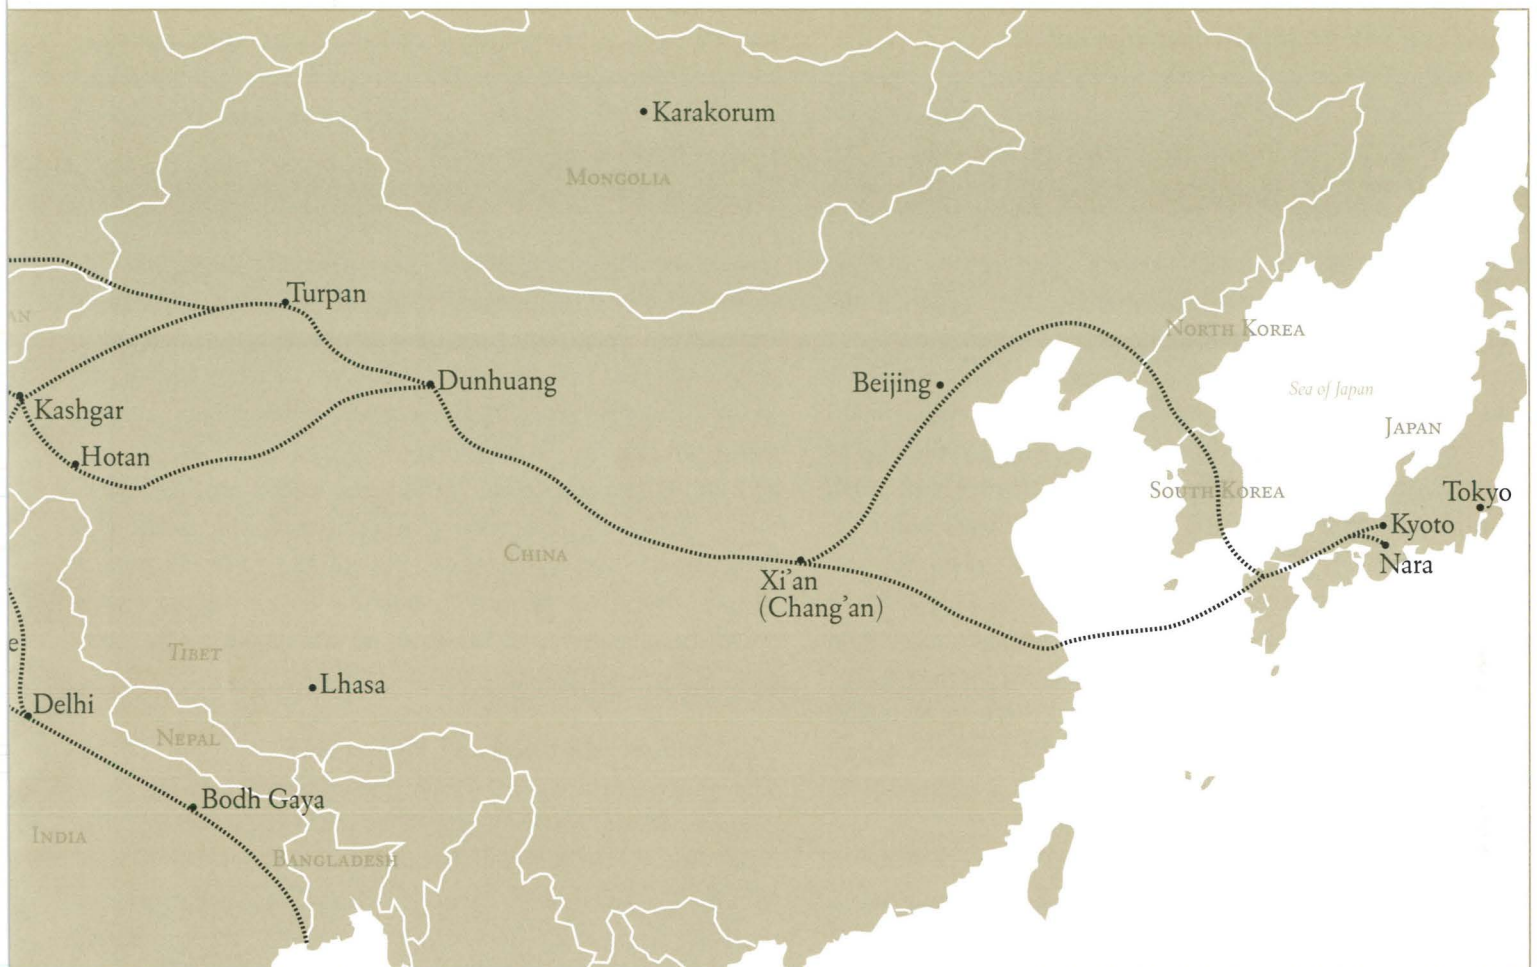 Karakorum
MONGOLIA
Turpan
AN
NORTH KOREA
Dunhuang
Beijing
Sea of Japan
Kashgar
JAPAN
Hotan
SOUTH KOREA
Tokyo
Kyoto
CHINA
Nara
Xi'an
(Chang'an)
e
TIBET
Lhasa
Delhi
NEPAL
Bodh Gaya
INDIA
BANGLADESH